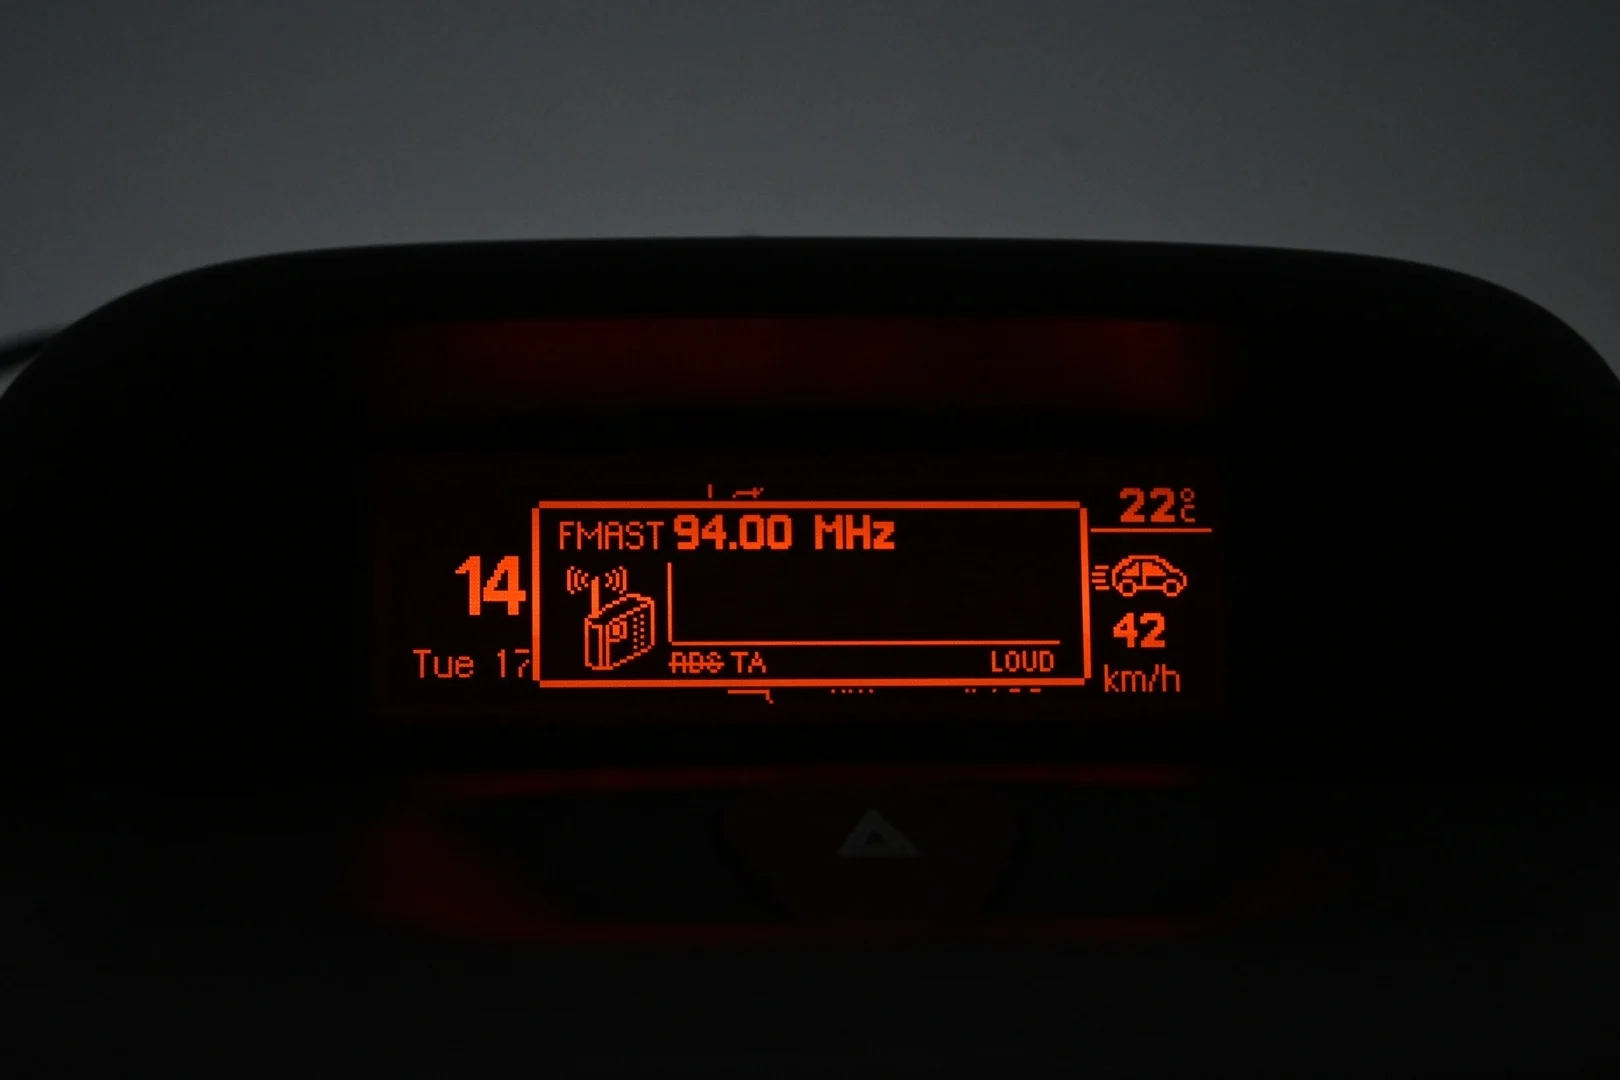 22°C
FMAST 94.00 MHz
14
42
Tue 17
RDS TA LOUD
km/h